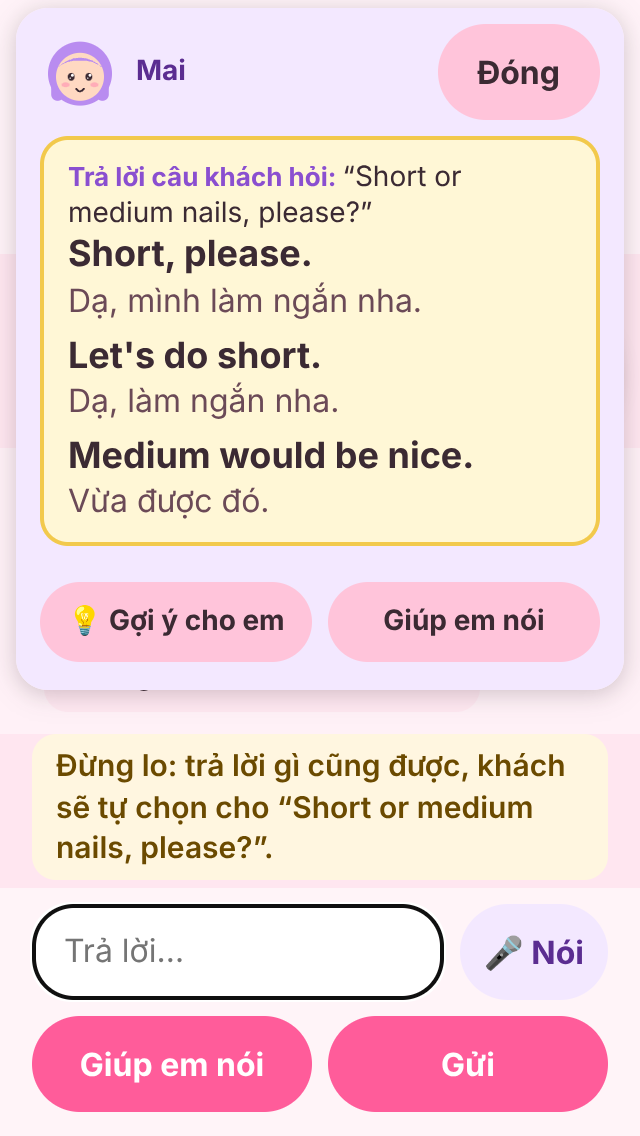 Mai
Đóng
Trả lời câu khách hỏi: “Short or
medium nails, please?”
Short, please.
Dạ, mình làm ngắn nha.
Let's do short.
Dạ, làm ngắn nha.
Medium would be nice.
Vừa được đó.
💡 Gợi ý cho em
Giúp em nói
Đừng lo: trả lời gì cũng được, khách
sẽ tự chọn cho “Short or medium
nails, please?”.
Trả lời...
🎤 Nói
Giúp em nói
Gửi